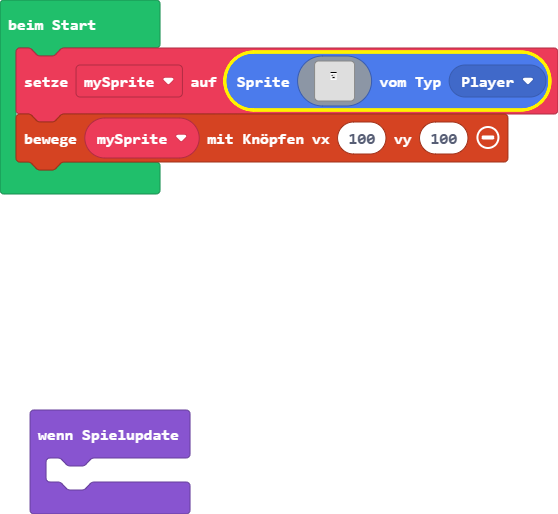 beim Start
setze mySprite auf Sprite vom Typ Player
bewege mySprite mit Knöpfen vx 100 vy 100
wenn Spielupdate